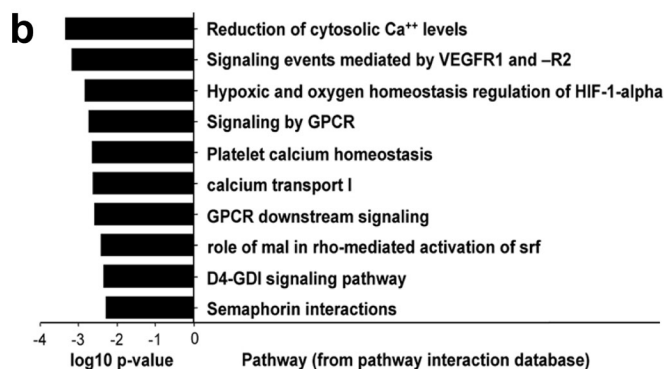 b
Reduction of cytosolic Ca⁺⁺ levels
Signaling events mediated by VEGFR1 and –R2
Hypoxic and oxygen homeostasis regulation of HIF-1-alpha
Signaling by GPCR
Platelet calcium homeostasis
calcium transport I
GPCR downstream signaling
role of mal in rho-mediated activation of srf
D4-GDI signaling pathway
Semaphorin interactions
-4 -3 -2 -1 0
log10 p-value Pathway (from pathway interaction database)